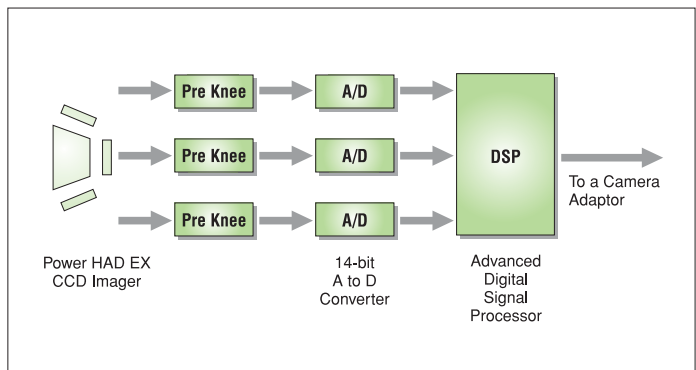 Pre Knee
A/D
Pre Knee
A/D
DSP
Pre Knee
A/D
To a Camera
Adaptor
Power HAD EX
CCD Imager
14-bit
A to D
Converter
Advanced
Digital
Signal
Processor